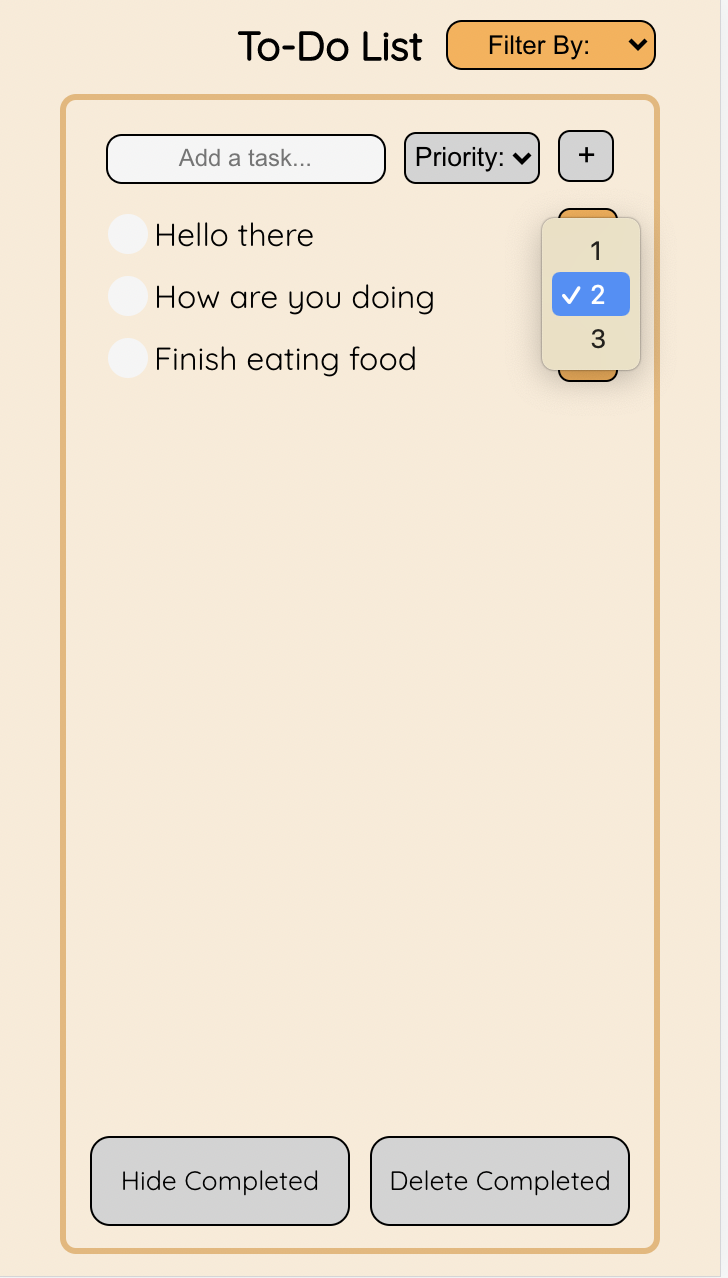 To-Do List Filter By:
Add a task... Priority: +
Hello there
1
How are you doing ✓ 2
3
Finish eating food
Hide Completed Delete Completed